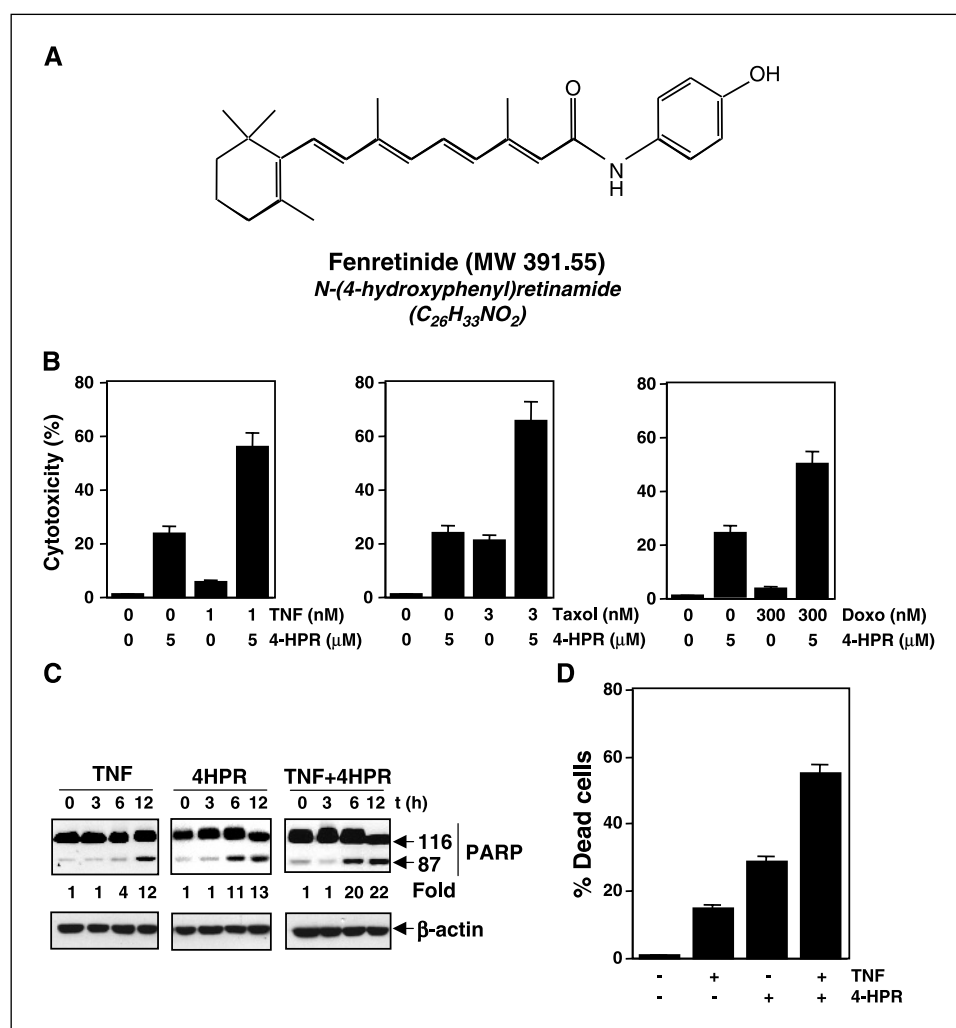 A
O
OH
N
H
Fenretinide (MW 391.55)
N-(4-hydroxyphenyl)retinamide
(C26H33NO2)
B
Cytotoxicity (%)
80
60
40
20
0
0 0 1 1 TNF (nM)
0 5 0 5 4-HPR (μM)
80
60
40
20
0
0 0 3 3 Taxol (nM)
0 5 0 5 4-HPR (μM)
80
60
40
20
0
0 0 300 300 Doxo (nM)
0 5 0 5 4-HPR (μM)
C
TNF 4HPR TNF+4HPR
0 3 6 12 0 3 6 12 0 3 6 12 t (h)
116
87
PARP
1 1 4 12 1 1 11 13 1 1 20 22 Fold
β-actin
D
% Dead cells
80
60
40
20
0
- + - + TNF
- - + + 4-HPR